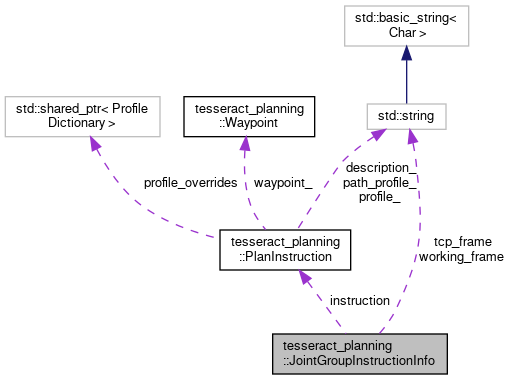 std::basic_string<
Char >
std::shared_ptr< Profile
Dictionary >
tesseract_planning
::Waypoint
std::string
profile_overrides
waypoint_
description_
path_profile_
profile_
tesseract_planning
::PlanInstruction
tcp_frame
working_frame
instruction
tesseract_planning
::JointGroupInstructionInfo